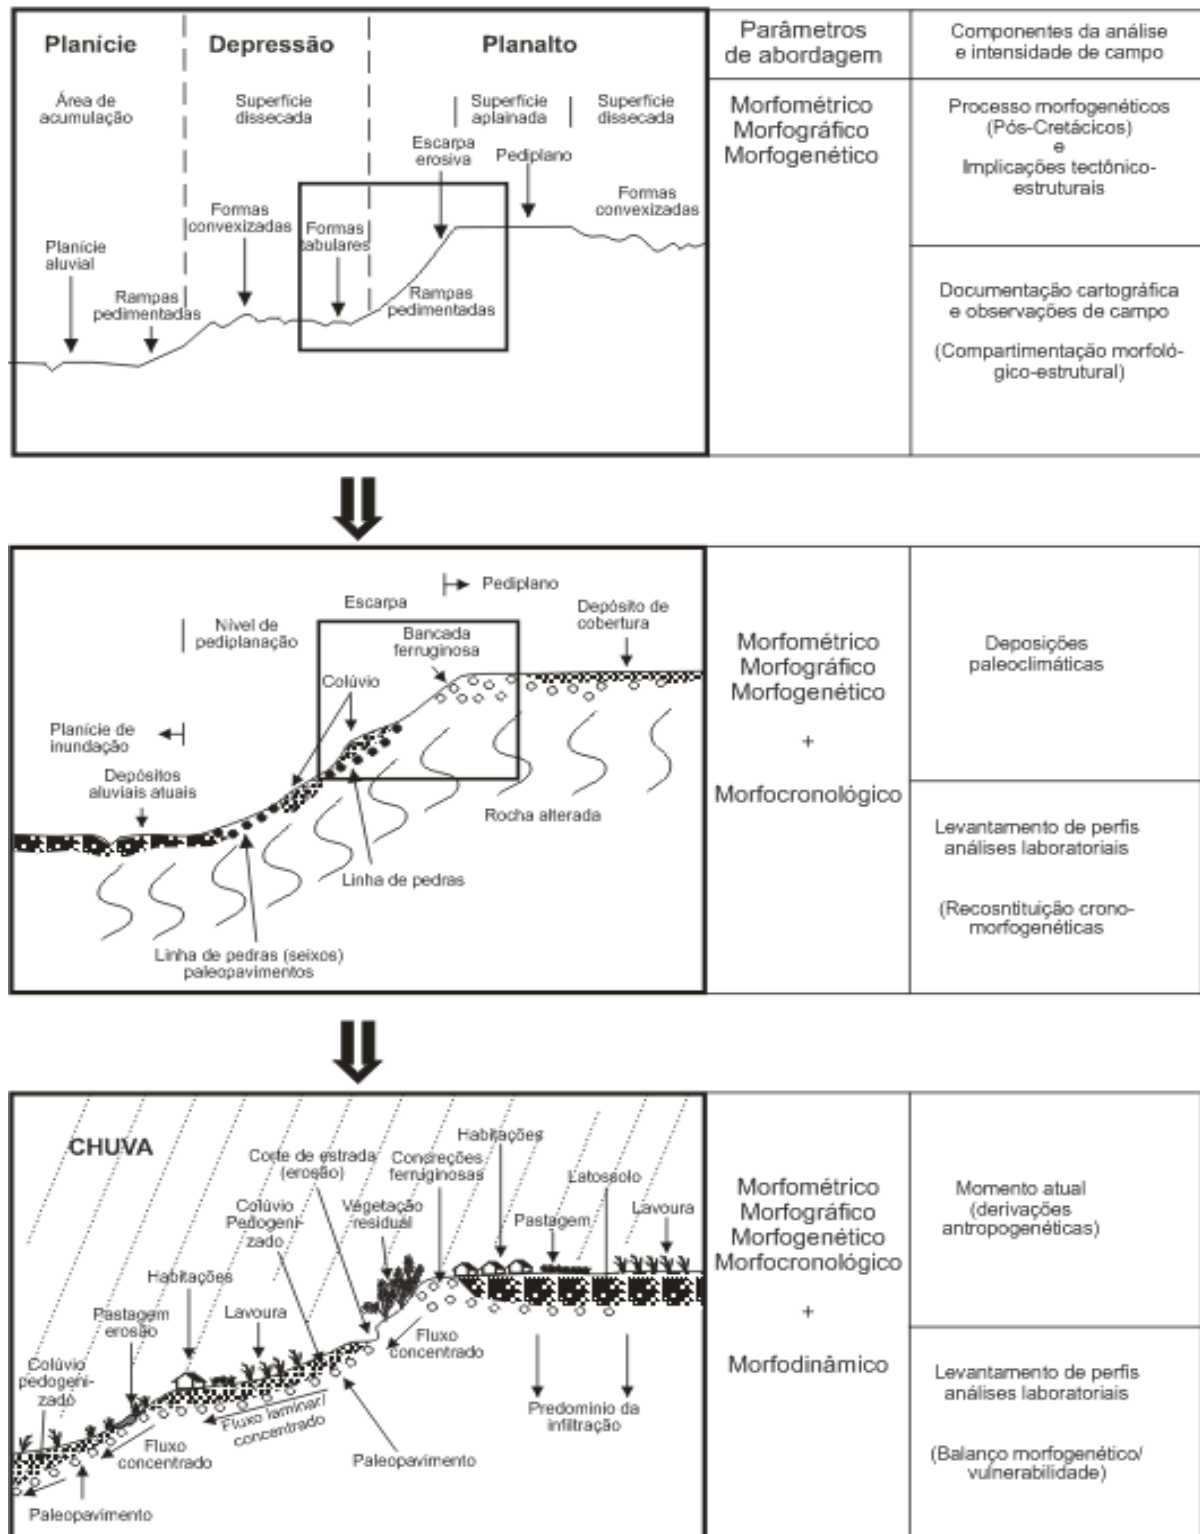 Planície
Depressão
Planalto
Parâmetros
de abordagem
Componentes da análise
e intensidade de campo
Área de
acumulação
Superfície
dissecada
Superfície
aplainada
Superfície
dissecada
Escarpa
erosiva
Pediplano
Formas
convexizadas
Formas
tabulares
Formas
convexizadas
Planície
aluvial
Rampas
pedimentadas
Rampas
pedimentadas
Morfométrico
Morfográfico
Morfogenético
Processo morfogenéticos
(Pós-Cretácicos)
e
Implicações tectônico-
estruturais
Documentação cartográfica
e observações de campo
(Compartimentação morfoló-
gico-estrutural)
Pediplano
Escarpa
Depósito de
cobertura
Nível de
pediplanação
Bancada
ferruginosa
Colúvio
Planície de
inundação
Depósitos
aluviais atuais
Rocha alterada
Linha de pedras
Linha de pedras (seixos)
paleopavimentos
Morfométrico
Morfográfico
Morfogenético
+
Morfocronológico
Deposições
paleoclimáticas
Levantamento de perfis
análises laboratoriais
(Recosntituição crono-
morfogenéticas
CHUVA
Habitações
Corte de estrada
(erosão)
Concreções
ferruginosas
Latossolo
Colúvio
Pedogeni-
zado
Vegetação
residual
Pastagem
Lavoura
Habitações
Pastagem
erosão
Lavoura
Colúvio
pedogeni-
zado
Fluxo
concentrado
Fluxo laminar/
concentrado
Predominio da
infiltração
Fluxo
concentrado
Paleopavimento
Paleopavimento
Morfométrico
Morfográfico
Morfogenético
Morfocronológico
+
Morfodinâmico
Momento atual
(derivações
antropogenéticas)
Levantamento de perfis
análises laboratoriais
(Balanço morfogenético/
vulnerabilidade)